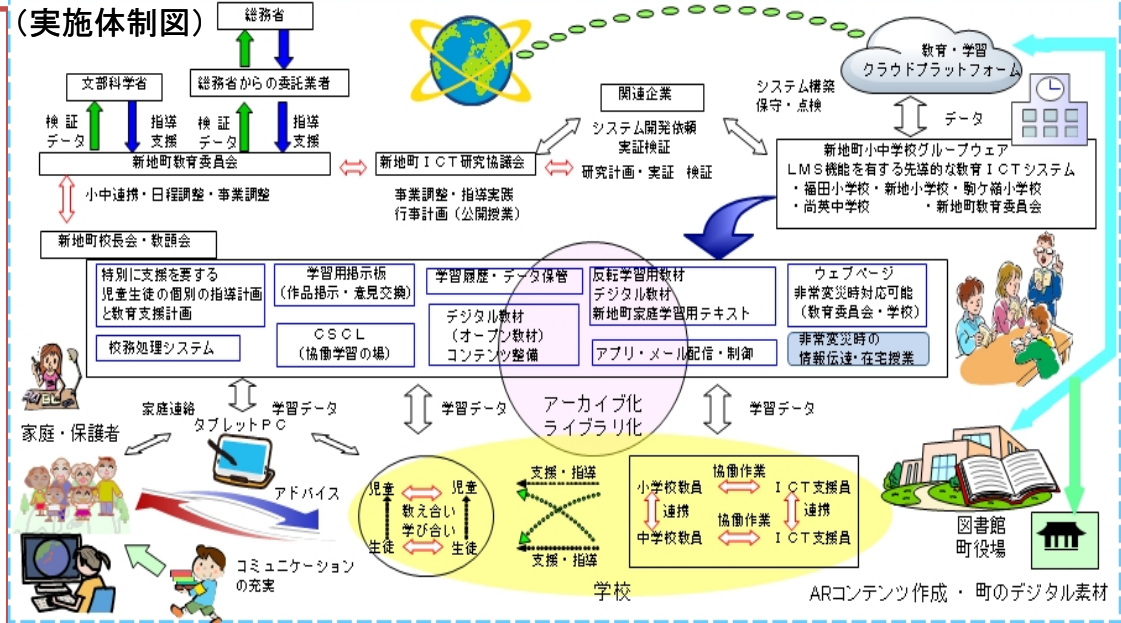 （実施体制図）
総務省
文部科学省
総務省からの委託業者
検証
データ
指導
支援
検証
データ
指導
支援
新地町教育委員会
新地町ＩＣＴ研究協議会
関連企業
システム開発依頼
実証検証
研究計画・実証　検証
事業調整・指導実践
行事計画（公開授業）
小中連携・日程調整・事業調整
新地町校長会・教頭会
教育・学習
クラウドプラットフォーム
システム構築
保守・点検
データ
新地町小中学校グループウェア
ＬＭＳ機能を有する先導的な教育ＩＣＴシステム
・福田小学校・新地小学校・駒ケ嶺小学校
・尚英中学校　　　・新地町教育委員会
特別に支援を要する
児童生徒の個別の指導計画
と教育支援計画
校務処理システム
学習用掲示板
（作品掲示・意見交換）
ＣＳＣＬ
（協働学習の場）
学習履歴・データ保管
デジタル教材
（オープン教材）
コンテンツ整備
反転学習用教材
デジタル教材
新地町家庭学習用テキスト
アプリ・メール配信・制御
ウェブページ
非常変災時対応可能
（教育委員会・学校）
非常変災時の
情報伝達・在宅授業
アーカイブ化
ライブラリ化
家庭連絡
学習データ
タブレットＰＣ
学習データ
学習データ
家庭・保護者
アドバイス
コミュニケーション
の充実
児童
児童
教え合い
学び合い
生徒
生徒
支援・指導
支援・指導
協働作業
小学校教員
ＩＣＴ支援員
連携
連携
協働作業
中学校教員
ＩＣＴ支援員
学校
図書館
町役場
ARコンテンツ作成 ・ 町のデジタル素材